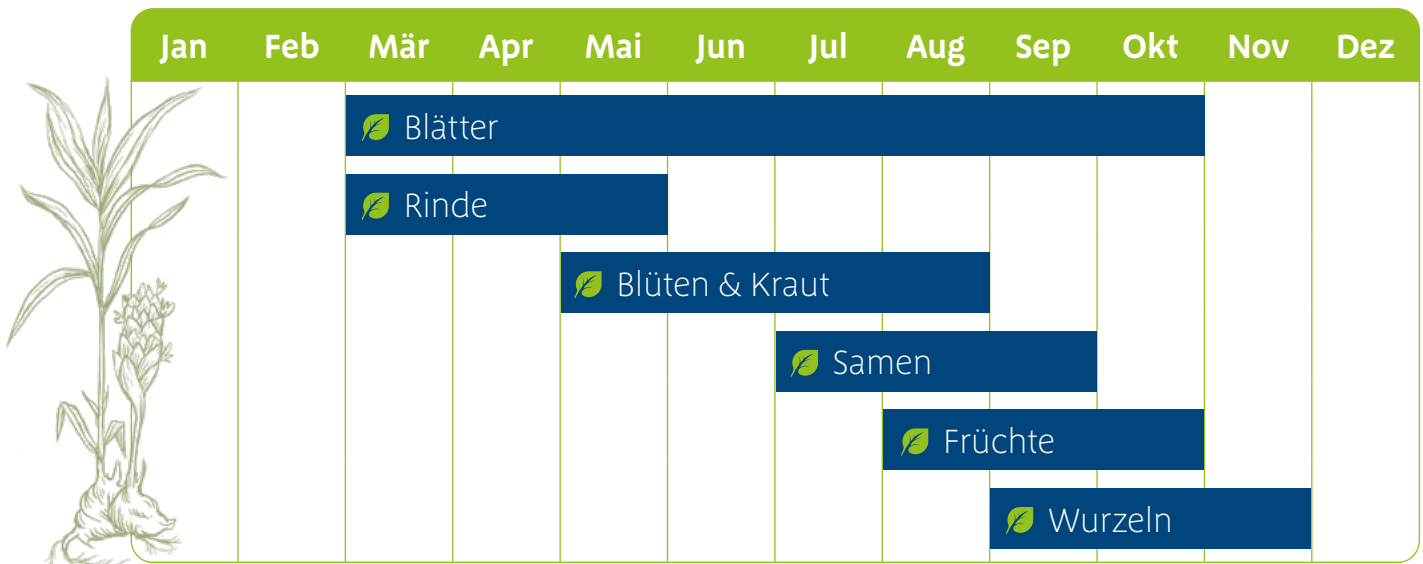 Jan Feb Mär Apr Mai Jun Jul Aug Sep Okt Nov Dez
Blätter
Rinde
Blüten & Kraut
Samen
Früchte
Wurzeln